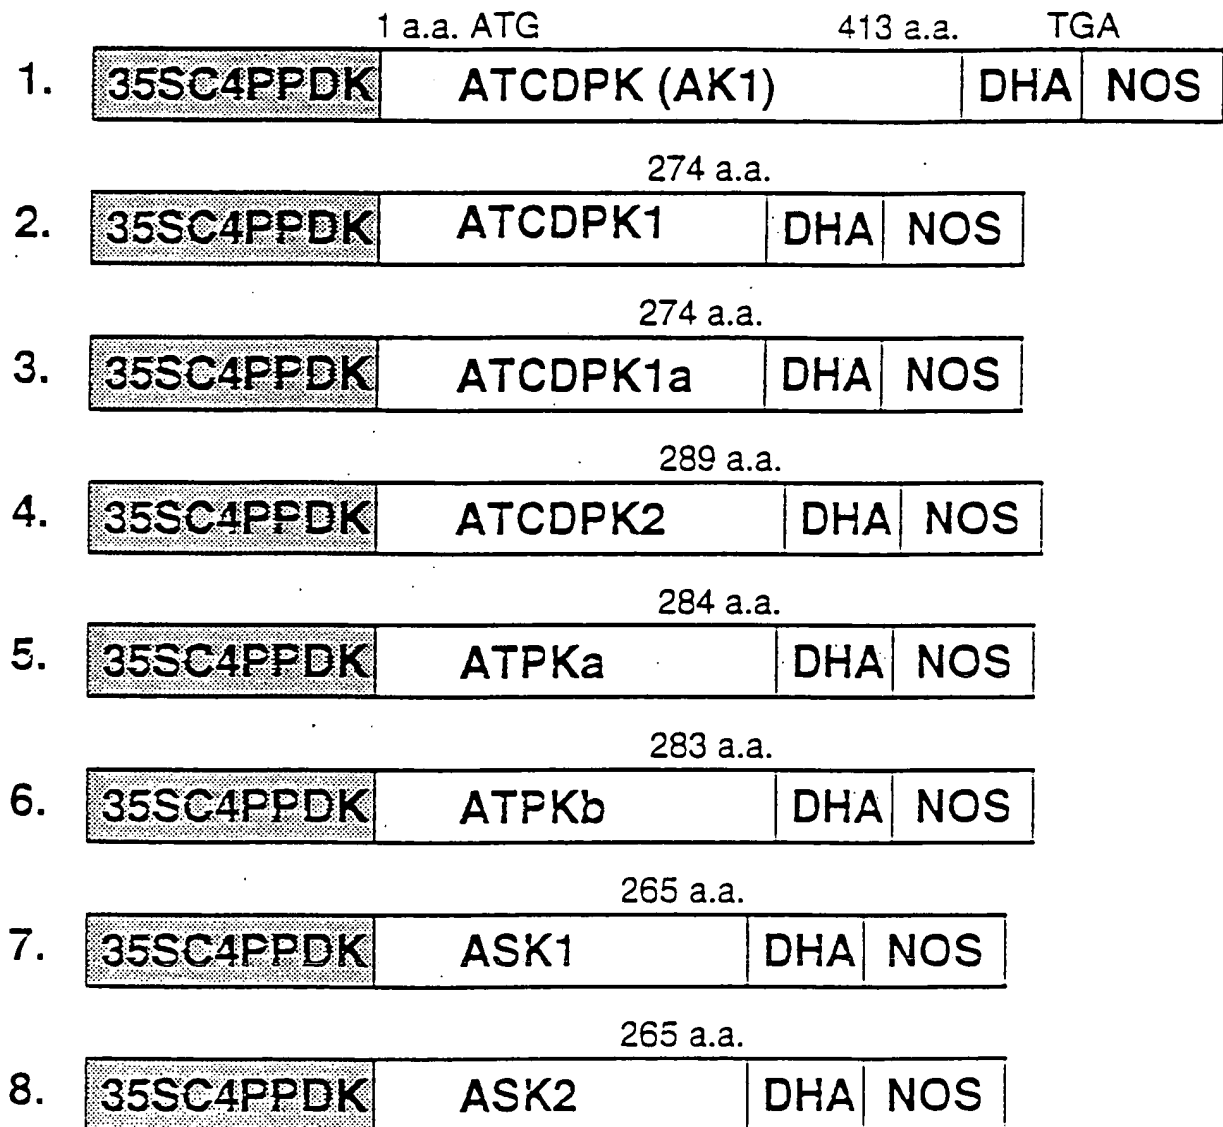 1 a.a. ATG 413 a.a. TGA
1. 35SC4PPDK ATCDPK (AK1) DHA NOS
274 a.a.
2. 35SC4PPDK ATCDPK1 DHA NOS
274 a.a.
3. 35SC4PPDK ATCDPK1a DHA NOS
289 a.a.
4. 35SC4PPDK ATCDPK2 DHA NOS
284 a.a.
5. 35SC4PPDK ATPKa DHA NOS
283 a.a.
6. 35SC4PPDK ATPKb DHA NOS
265 a.a.
7. 35SC4PPDK ASK1 DHA NOS
265 a.a.
8. 35SC4PPDK ASK2 DHA NOS